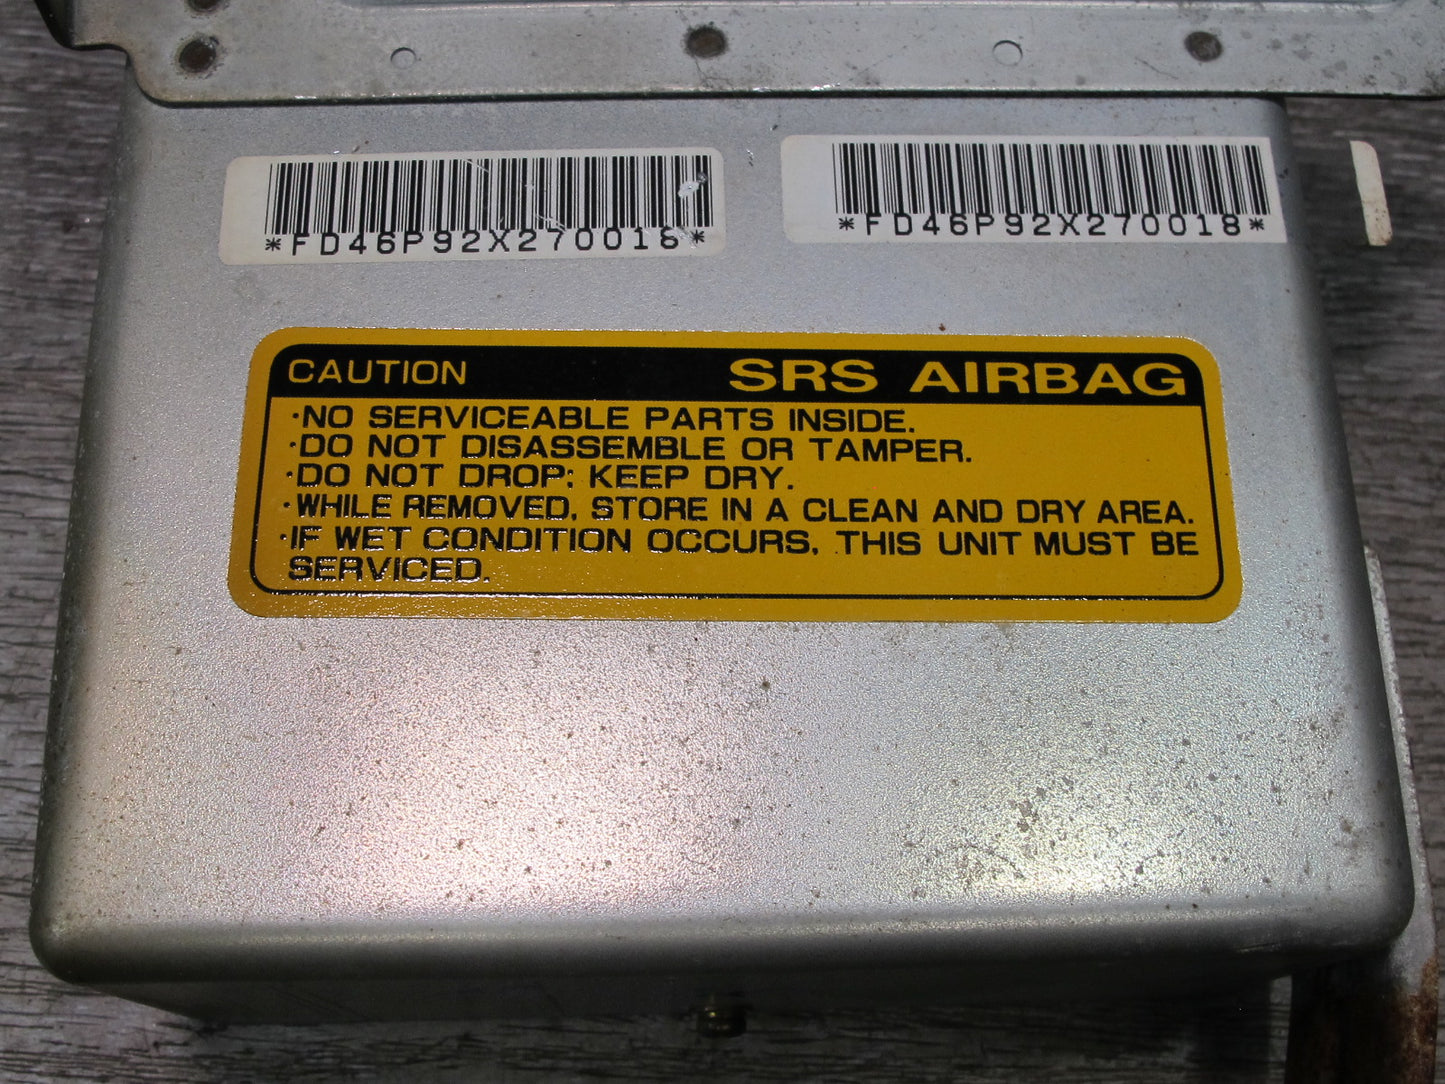 *FD46P92X270018*
*FD46P92X270018*
CAUTION SRS AIRBAG
·NO SERVICEABLE PARTS INSIDE.
·DO NOT DISASSEMBLE OR TAMPER.
·DO NOT DROP; KEEP DRY.
·WHILE REMOVED, STORE IN A CLEAN AND DRY AREA.
·IF WET CONDITION OCCURS, THIS UNIT MUST BE
SERVICED.